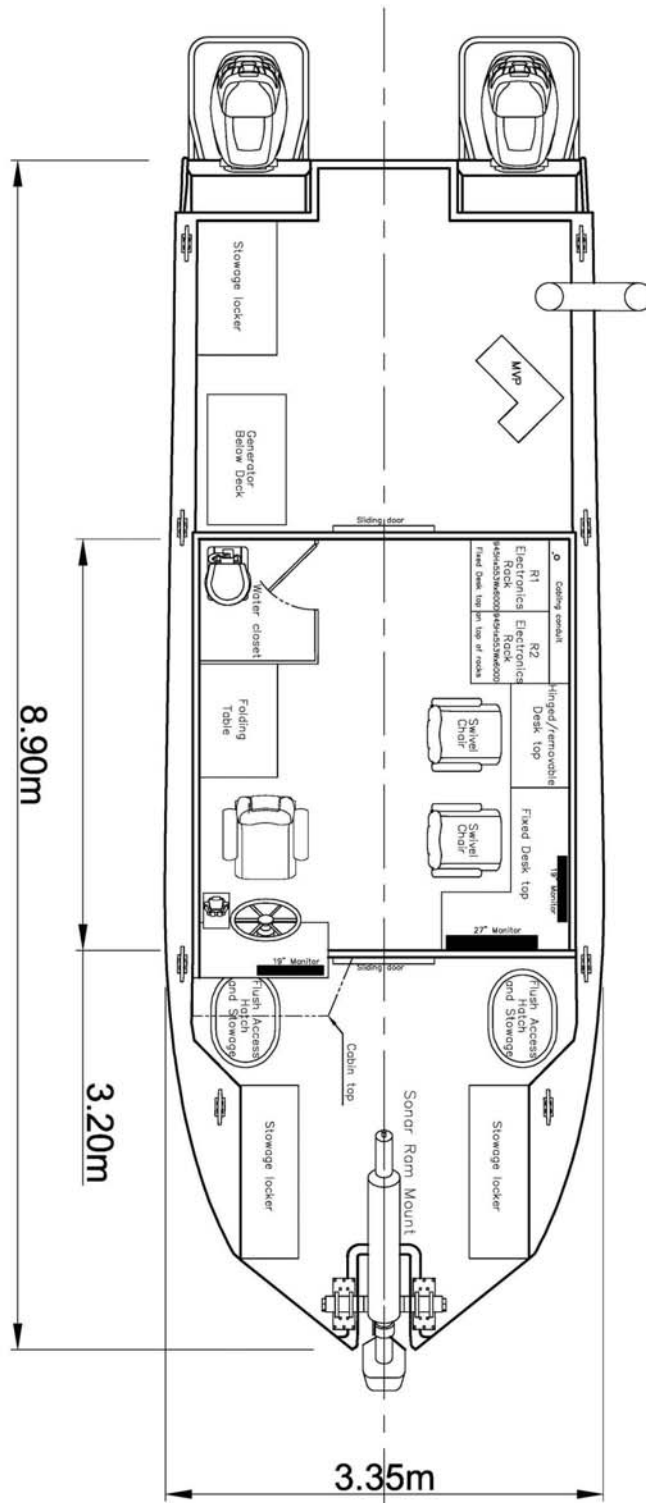 Stowage locker
MVP
Generator
Below Deck
Sliding door
Water closet
Cabling conduit
R1
Electronics
Rack
945Hx553Wx600D
R2
Electronics
Rack
945Hx553Wx600D
Fixed Desk top on top of racks
Hinged/removable
Desk top
Folding
Table
Swivel
Chair
Swivel
Chair
Fixed Desk top
19" Monitor
27" Monitor
19" Monitor
Sliding door
Flush Access
Hatch
and Stowage
Flush Access
Hatch
and Stowage
Cabin top
Sonar Ram Mount
Stowage locker
Stowage locker
8.90m
3.20m
3.35m